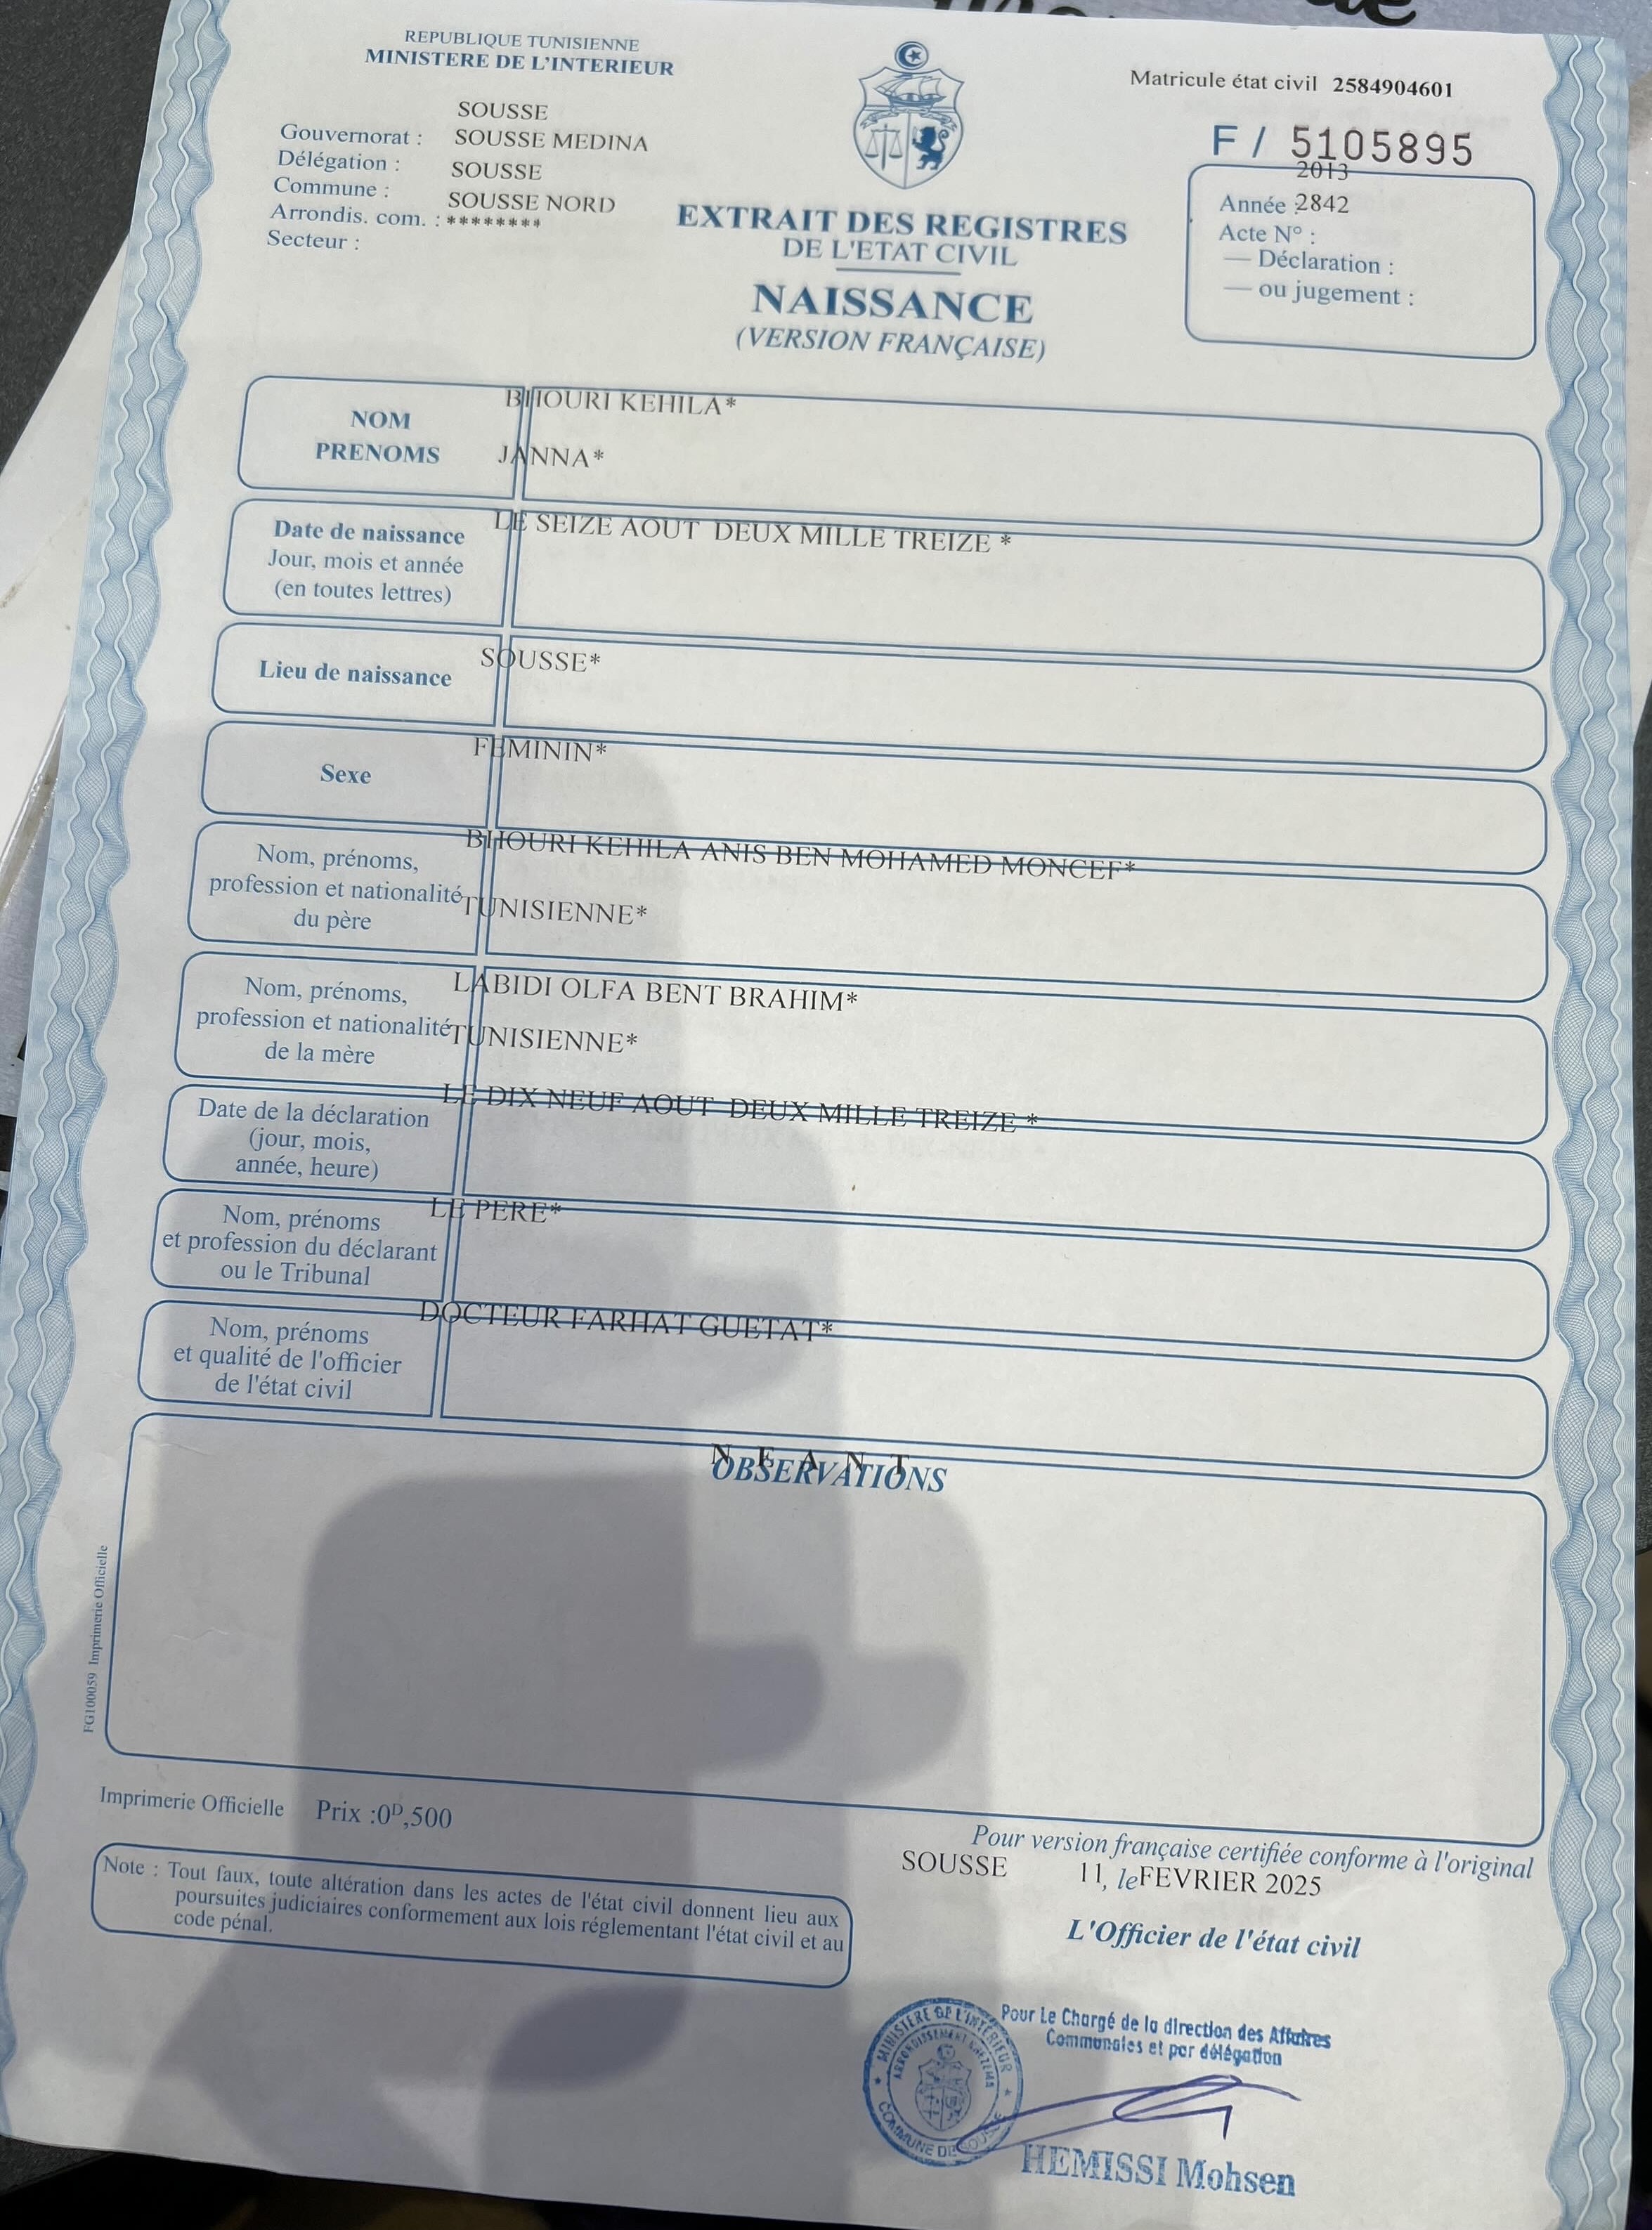 REPUBLIQUE TUNISIENNE
MINISTERE DE L'INTERIEUR
SOUSSE
Gouvernorat : SOUSSE MEDINA
Délégation : SOUSSE
Commune : SOUSSE NORD
Arrondis. com. : ********
Secteur :
Matricule état civil 2584904601
F / 5105895
2013
Année : 2842
Acte N° :
— Déclaration :
— ou jugement :
EXTRAIT DES REGISTRES
DE L'ETAT CIVIL
NAISSANCE
(VERSION FRANÇAISE)
NOM BHOURI KEHILA*
PRENOMS JANNA*
Date de naissance LE SEIZE AOUT DEUX MILLE TREIZE *
Jour, mois et année
(en toutes lettres)
Lieu de naissance SOUSSE*
Sexe FEMININ*
Nom, prénoms, BHOURI KEHILA ANIS BEN MOHAMED MONCEF*
profession et nationalité TUNISIENNE*
du père
Nom, prénoms, LABIDI OLFA BENT BRAHIM*
profession et nationalité TUNISIENNE*
de la mère
Date de la déclaration LE DIX NEUF AOUT DEUX MILLE TREIZE *
(jour, mois,
année, heure)
Nom, prénoms LE PERE*
et profession du déclarant
ou le Tribunal
Nom, prénoms DOCTEUR FARHAT GUETAT*
et qualité de l'officier
de l'état civil
N E A N T
OBSERVATIONS
FG100059 Imprimerie Officielle
Imprimerie Officielle Prix :0D,500
Pour version française certifiée conforme à l'original
SOUSSE 11, le FEVRIER 2025
Note : Tout faux, toute altération dans les actes de l'état civil donnent lieu aux
poursuites judiciaires conformement aux lois réglementant l'état civil et au
code pénal.
L'Officier de l'état civil
Pour Le Chargé de la direction des Affaires
Communales et par délégation
MINISTERE DE L'INTERIEUR
COMMUNE DE SOUSSE
HEMISSI Mohsen